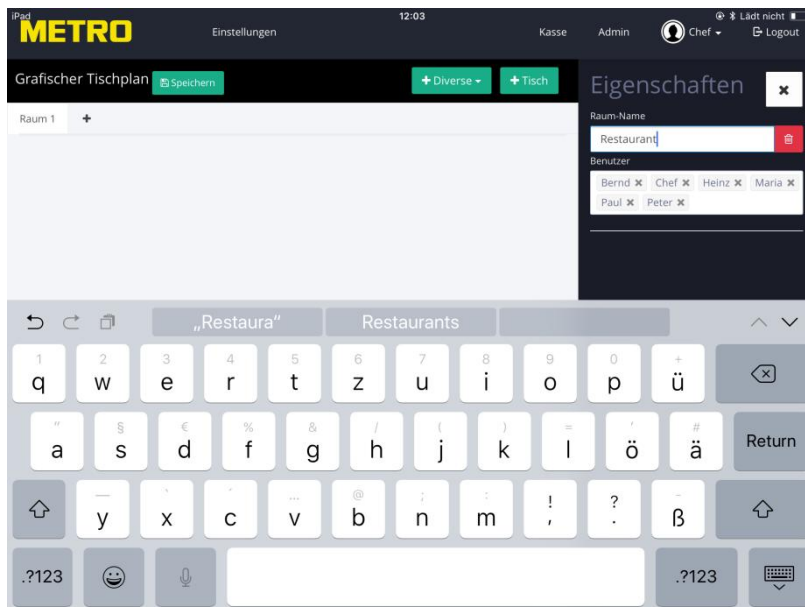 iPad 12:03 Lädt nicht
METRO Einstellungen Kasse Admin Chef Logout
Grafischer Tischplan Speichern + Diverse + Tisch Eigenschaften
Raum 1 +
Raum-Name
Restaurant
Benutzer
Bernd × Chef × Heinz × Maria ×
Paul × Peter ×
„Restaura“ Restaurants
1 2 3 4 5 6 7 8 9 0 +
q w e r t z u i o p ü
" § € % & / ( ) = ' #
a s d f g h j k l ö ä Return
— ` ´ ... @ ; : ! ? -
y x c v b n m , . ß
.?123 .?123